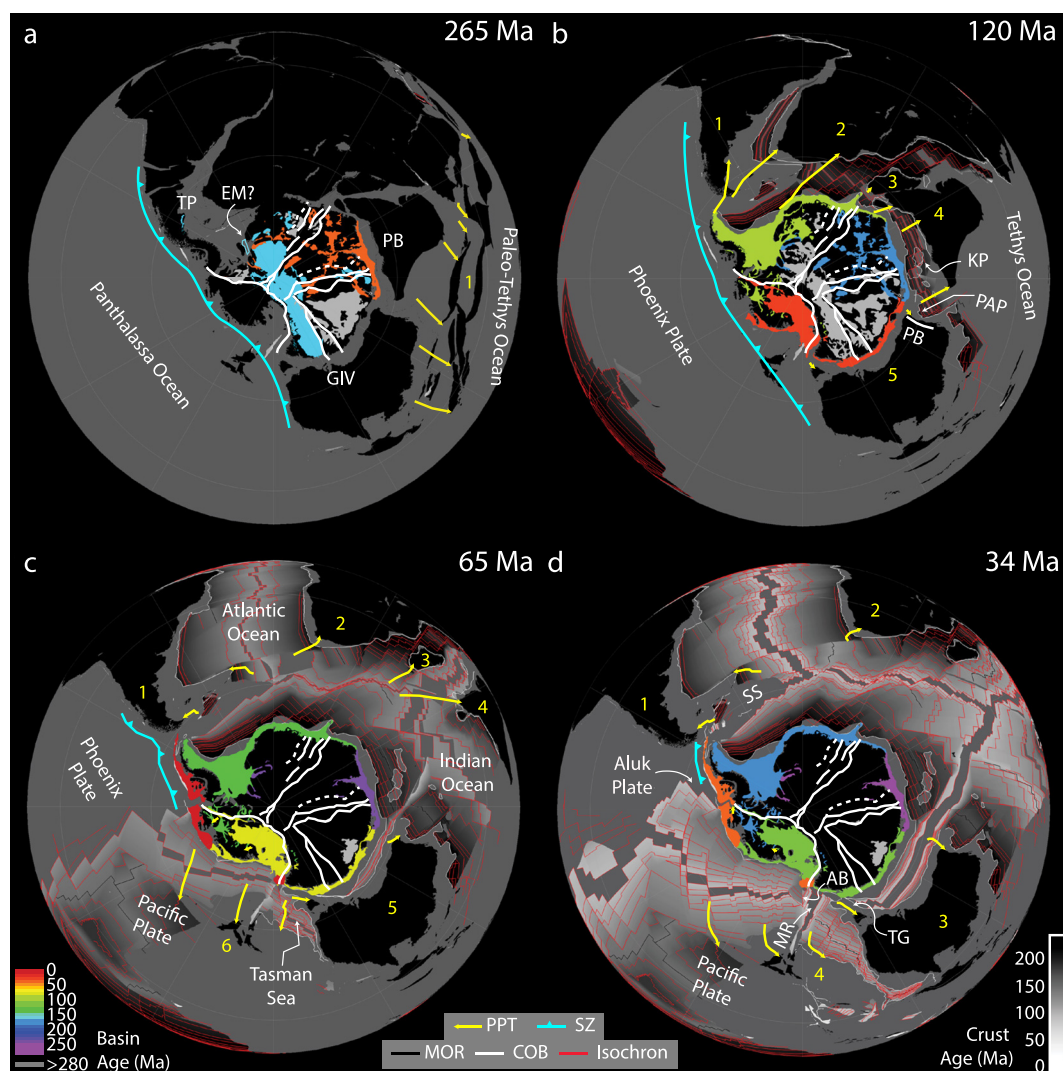 a
265 Ma
TP
EM?
PB
1
Paleo-Tethys Ocean
Panthalassa Ocean
GIV
b
120 Ma
1
2
3
4
KP
PAP
PB
Tethys Ocean
Phoenix Plate
5
c
65 Ma
Atlantic
Ocean
2
3
1
4
Phoenix
Plate
Indian
Ocean
Pacific
Plate
6
5
Tasman
Sea
d
34 Ma
2
1
SS
Aluk
Plate
AB
MR
TG
3
4
Pacific
Plate
0
50
100
150
200
250
>280
Basin
Age (Ma)
PPT
SZ
MOR
COB
Isochron
200
150
100
50
0
Crust
Age (Ma)